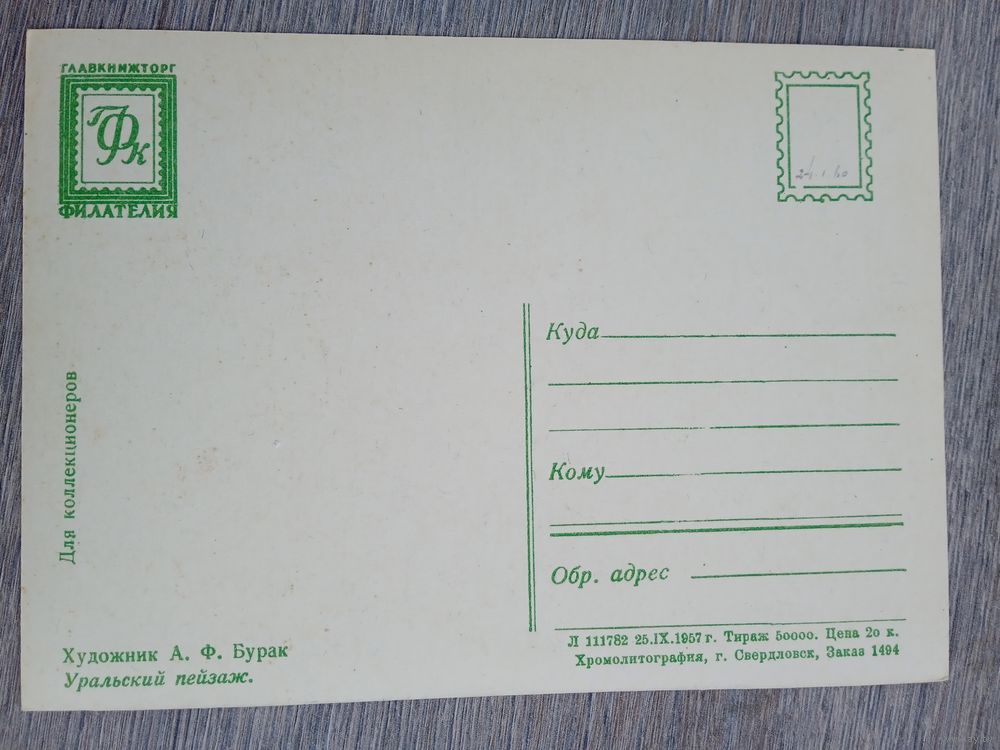 ГЛАВКНИЖТОРГ
ГФК
ФИЛАТЕЛИЯ
Для коллекционеров
Куда
Кому
Обр. адрес
Художник А. Ф. Бурак
Уральский пейзаж.
Л 111782 25.IX.1957 г. Тираж 50000. Цена 20 к.
Хромолитография, г. Свердловск, Заказ 1494